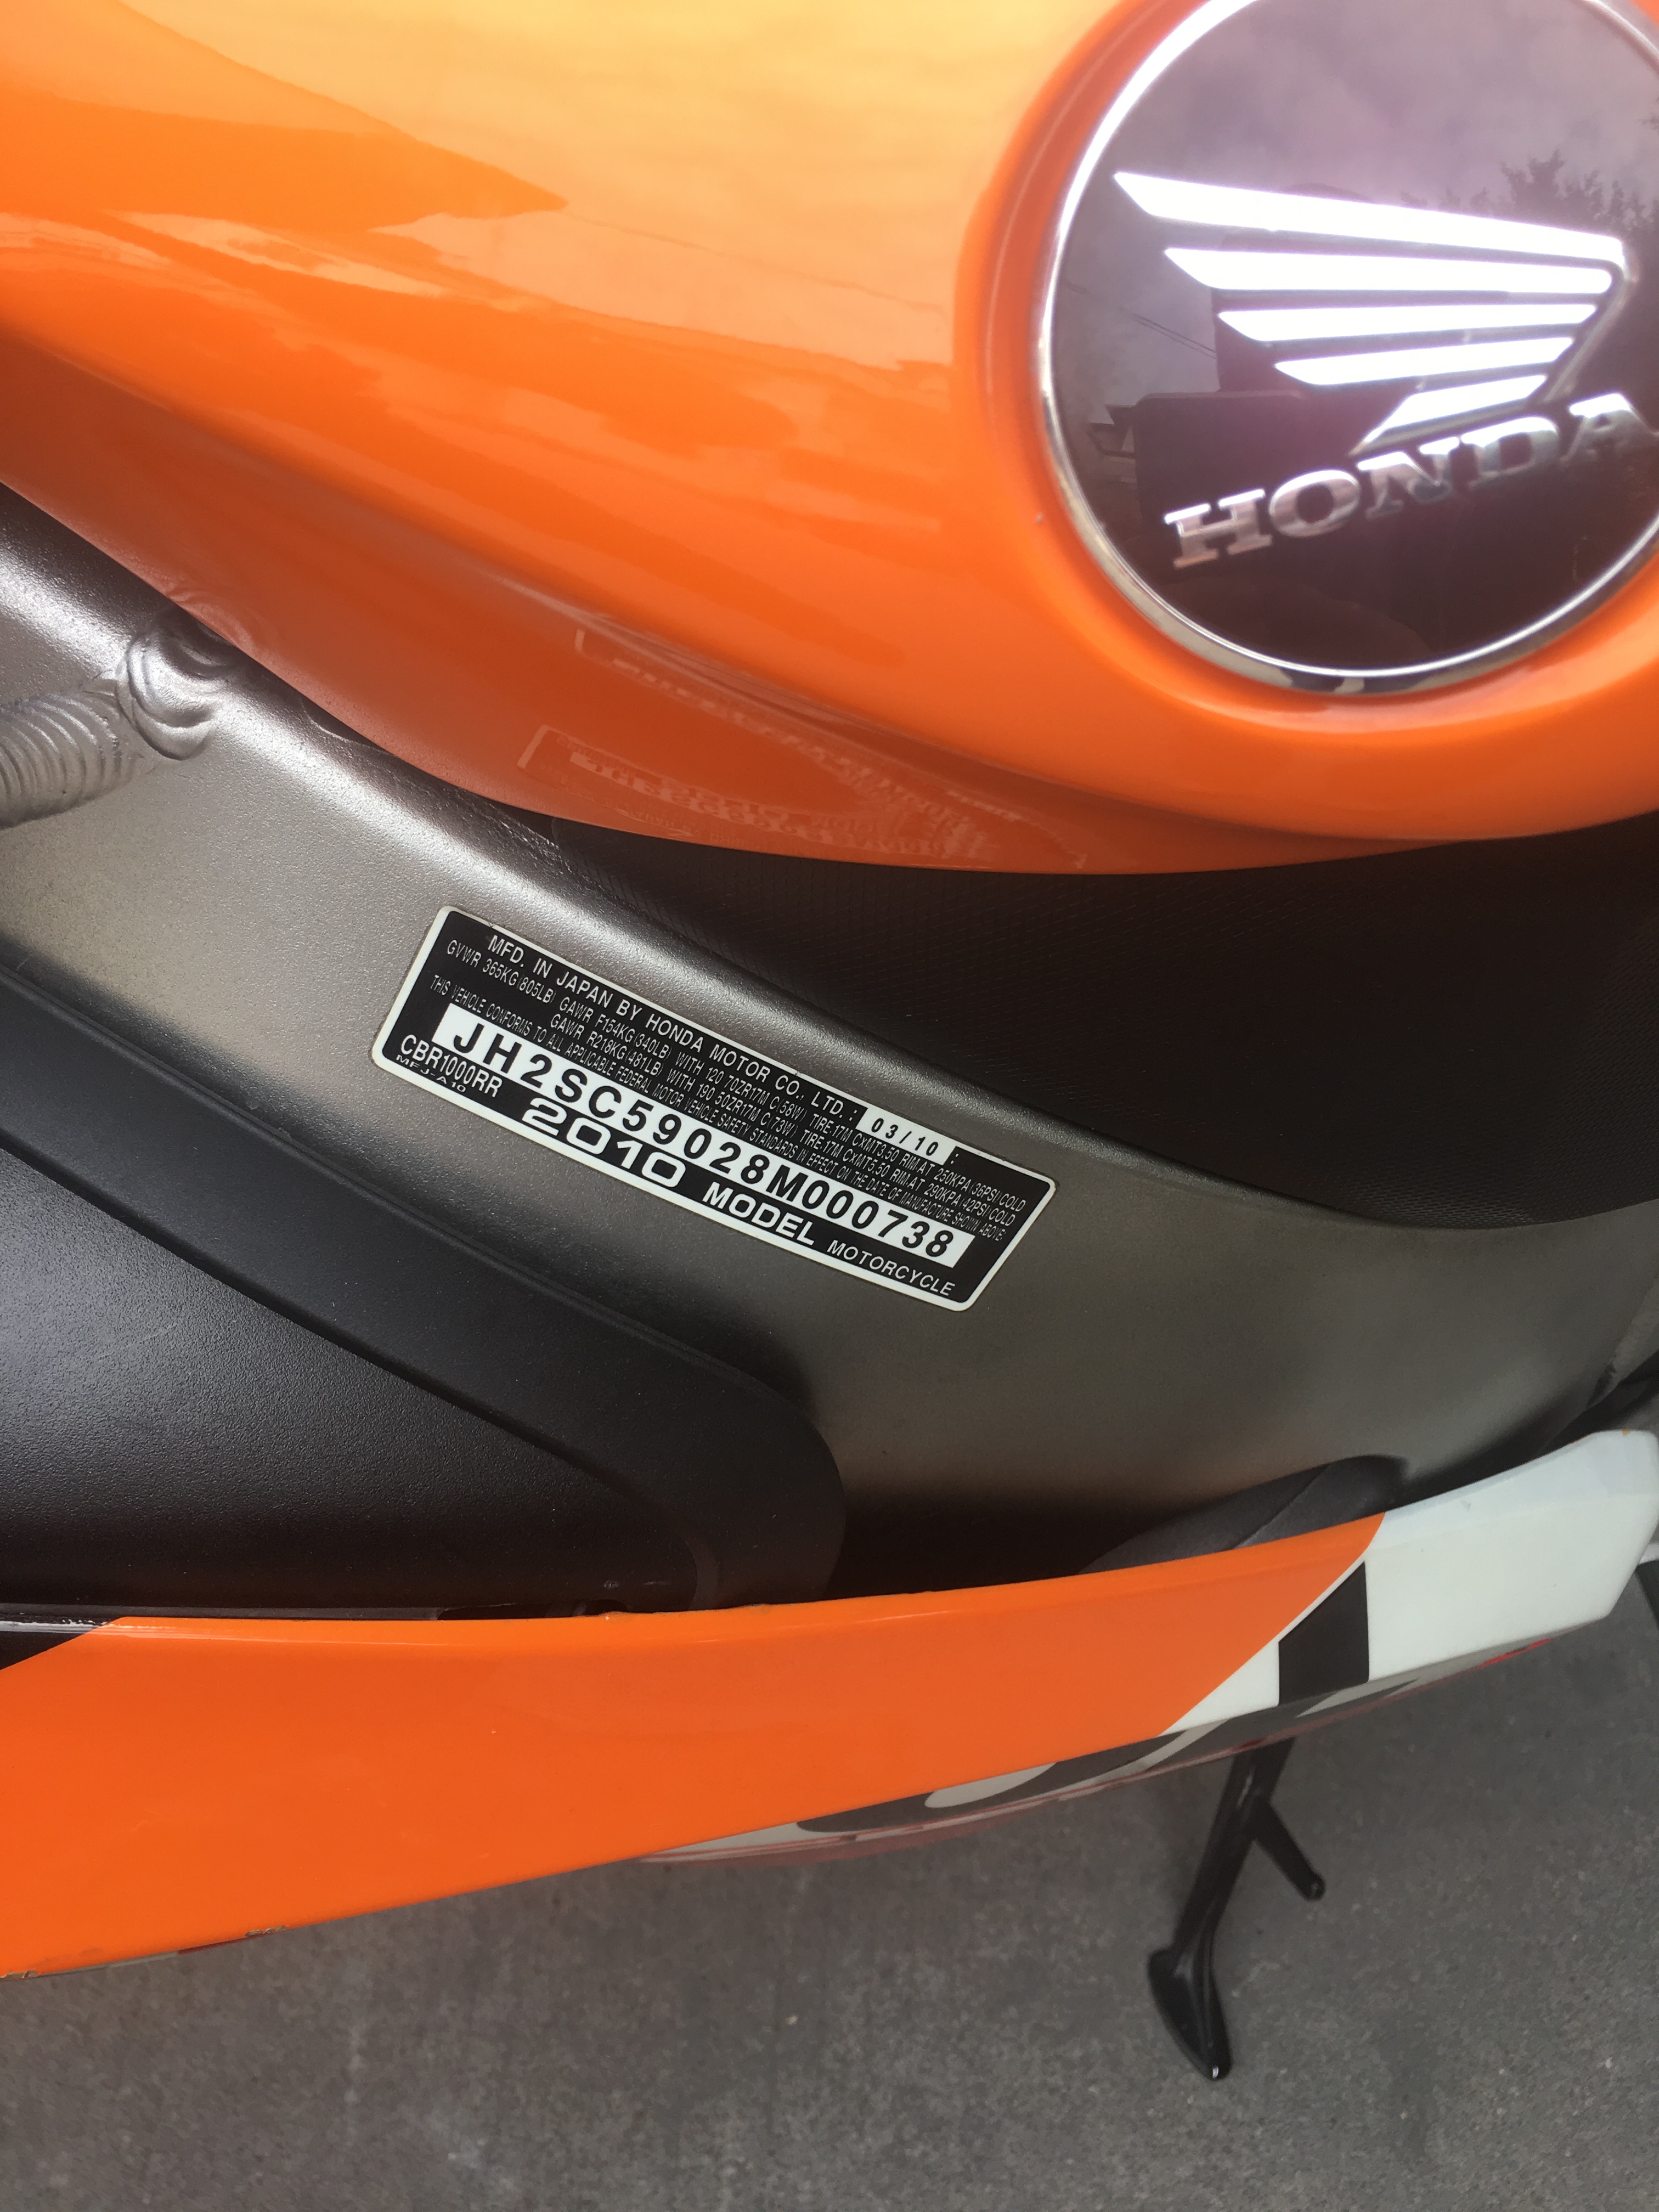 HONDA
MFD. IN JAPAN BY HONDA MOTOR CO., LTD.: 03/10 :
GVWR 365KG(805LB) GAWR F154KG(340LB) WITH 120/70ZR17M/C(58W) TIRE,17M/CXMT3.50 RIM,AT 250KPA(36PSI)COLD
GAWR R218KG(481LB) WITH 190/50ZR17M/C(73W) TIRE,17M/CXMT5.50 RIM,AT 290KPA(42PSI)COLD
THIS VEHICLE CONFORMS TO ALL APPLICABLE FEDERAL MOTOR VEHICLE SAFETY STANDARDS IN EFFECT ON THE DATE OF MANUFACTURE SHOWN ABOVE.
JH2SC59028M000738
CBR1000RR 2010 MODEL MOTORCYCLE
MFJ-A10